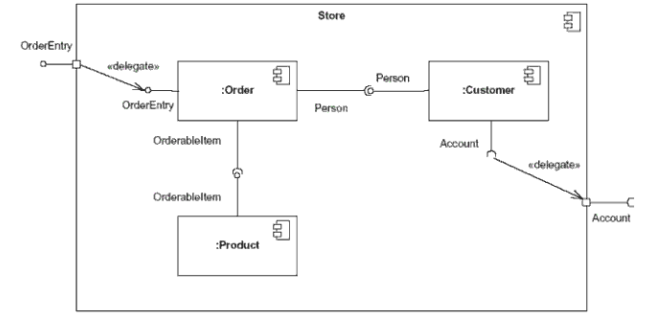 Store
OrderEntry
«delegate»
:Order
OrderEntry
Person
Person
:Customer
OrderableItem
Account
«delegate»
OrderableItem
Account
:Product